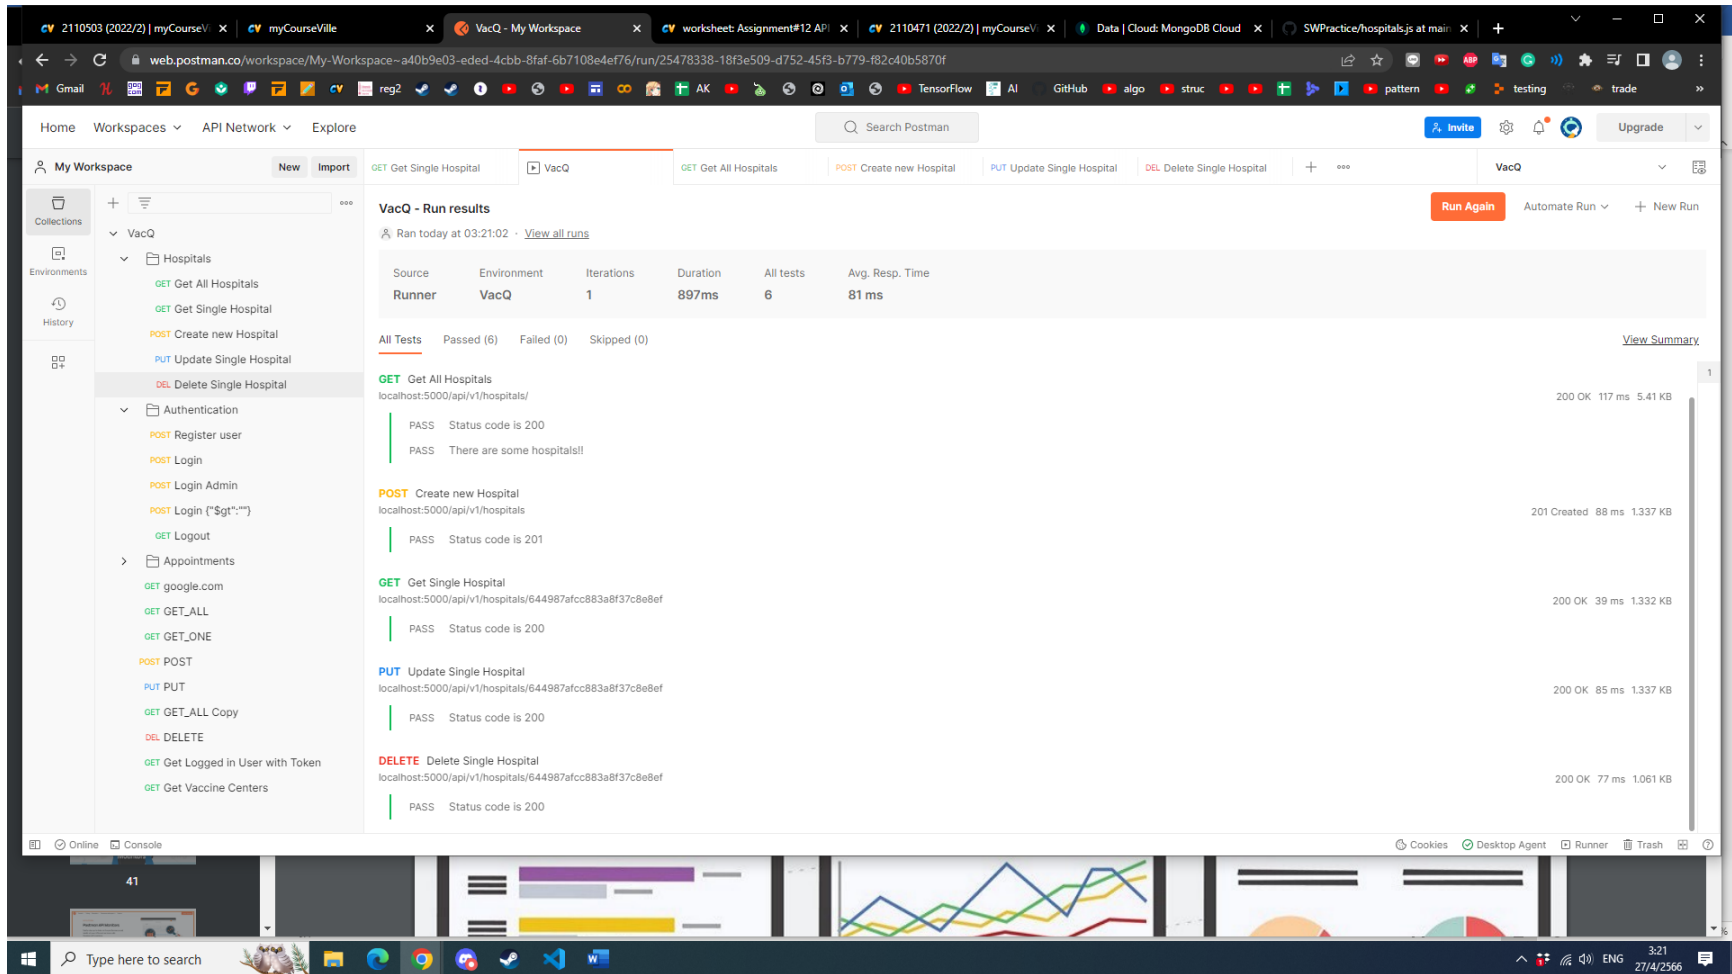 2110503 (2022/2) | myCourseVi
myCourseVille
VacQ - My Workspace
worksheet: Assignment#12 API
2110471 (2022/2) | myCourseVi
Data | Cloud: MongoDB Cloud
SWPractice/hospitals.js at main
web.postman.co/workspace/My-Workspace~a40b9e03-eded-4cbb-8faf-6b7108e4ef76/run/25478338-18f3e509-d752-45f3-b779-f82c40b5870f
Gmail
reg2
AK
TensorFlow
AI
GitHub
algo
struc
pattern
testing
trade
Home
Workspaces
API Network
Explore
Search Postman
Invite
Upgrade
My Workspace
New
Import
GET Get Single Hospital
VacQ
GET Get All Hospitals
POST Create new Hospital
PUT Update Single Hospital
DEL Delete Single Hospital
VacQ
Collections
Environments
History
VacQ
Hospitals
GET Get All Hospitals
GET Get Single Hospital
POST Create new Hospital
PUT Update Single Hospital
DEL Delete Single Hospital
Authentication
POST Register user
POST Login
POST Login Admin
POST Login {"$gt":""}
GET Logout
Appointments
GET google.com
GET GET_ALL
GET GET_ONE
POST POST
PUT PUT
GET GET_ALL Copy
DEL DELETE
GET Get Logged in User with Token
GET Get Vaccine Centers
VacQ - Run results
Run Again
Automate Run
New Run
Ran today at 03:21:02 · View all runs
Source Environment Iterations Duration All tests Avg. Resp. Time
Runner VacQ 1 897ms 6 81 ms
All Tests Passed (6) Failed (0) Skipped (0)
View Summary
1
GET Get All Hospitals
localhost:5000/api/v1/hospitals/
200 OK 117 ms 5.41 KB
PASS Status code is 200
PASS There are some hospitals!!
POST Create new Hospital
localhost:5000/api/v1/hospitals
201 Created 88 ms 1.337 KB
PASS Status code is 201
GET Get Single Hospital
localhost:5000/api/v1/hospitals/644987afcc883a8f37c8e8ef
200 OK 39 ms 1.332 KB
PASS Status code is 200
PUT Update Single Hospital
localhost:5000/api/v1/hospitals/644987afcc883a8f37c8e8ef
200 OK 85 ms 1.337 KB
PASS Status code is 200
DELETE Delete Single Hospital
localhost:5000/api/v1/hospitals/644987afcc883a8f37c8e8ef
200 OK 77 ms 1.061 KB
PASS Status code is 200
Online
Console
Cookies
Desktop Agent
Runner
Trash
41
Type here to search
ENG
3:21
27/4/2566